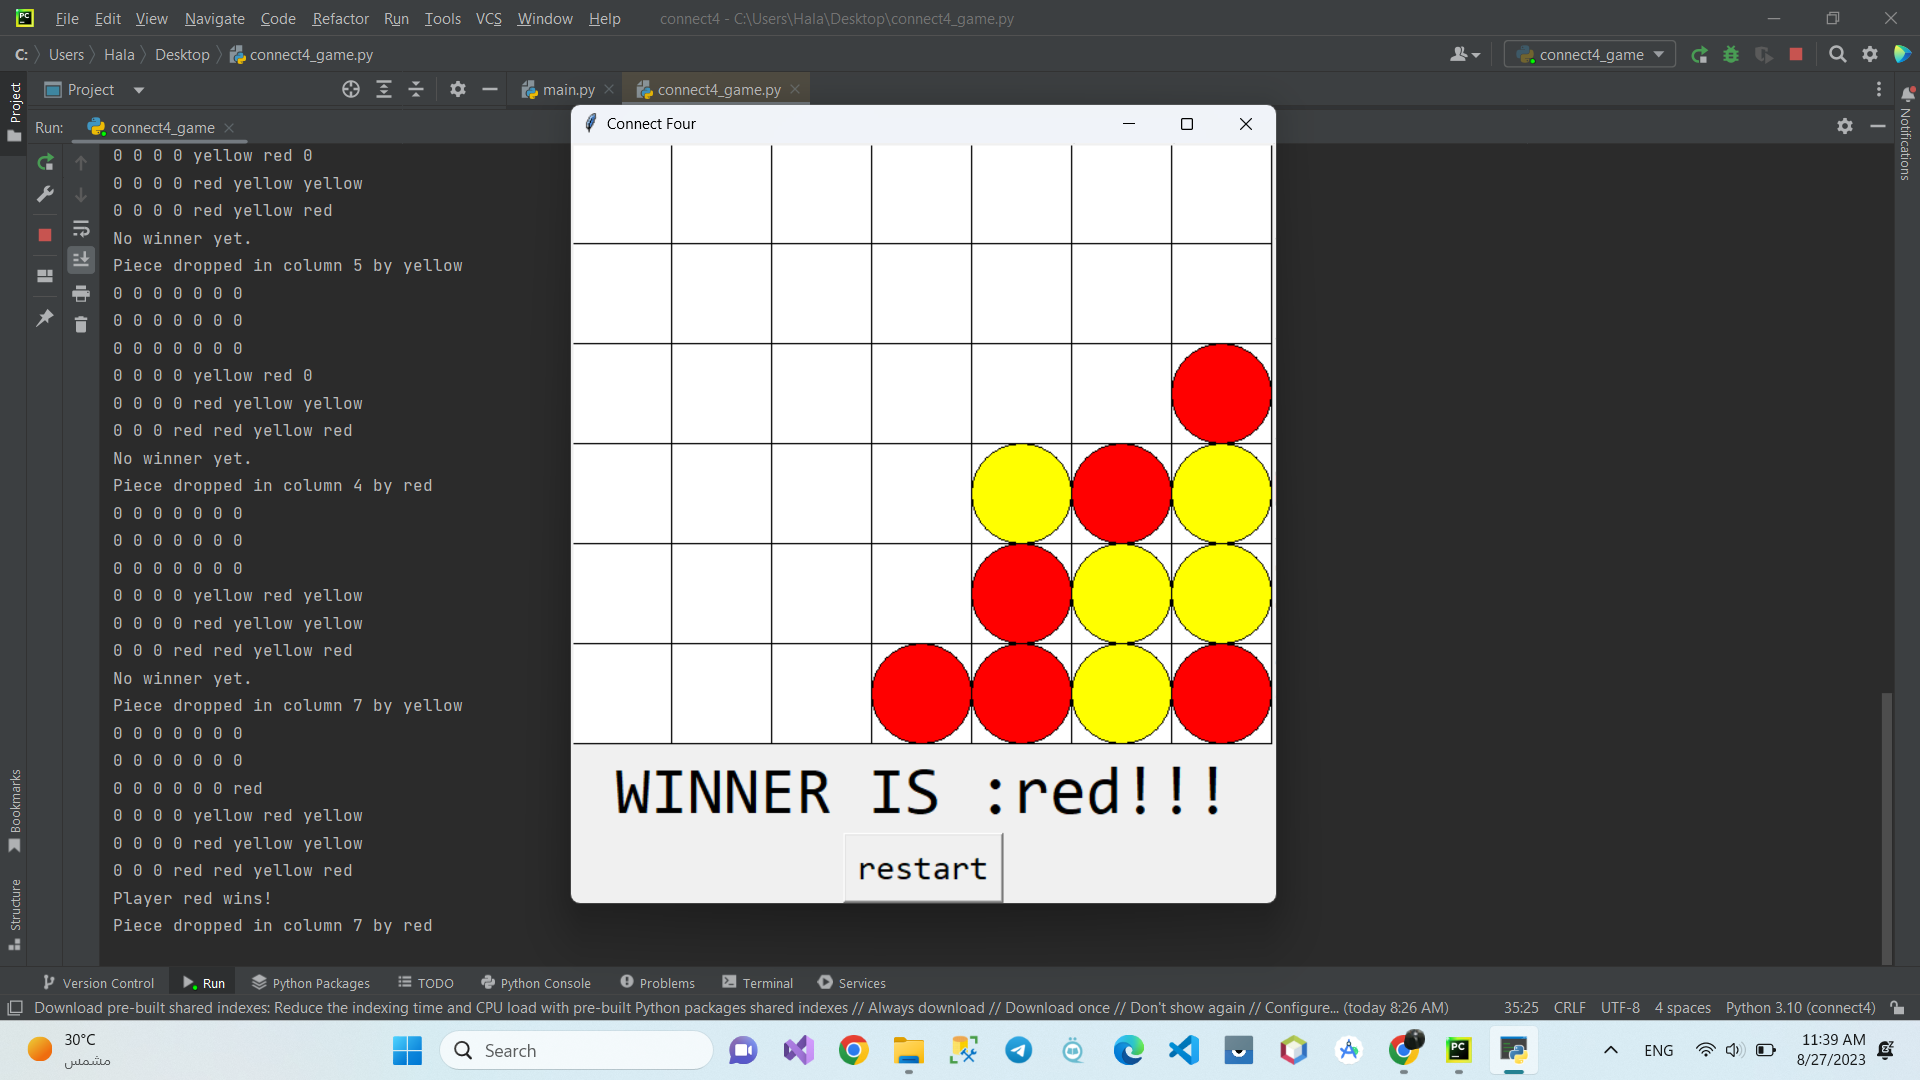 File Edit View Navigate Code Refactor Run Tools VCS Window Help connect4 - C:\Users\Hala\Desktop\connect4_game.py
C: Users Hala Desktop connect4_game.py connect4_game
Project main.py connect4_game.py
Project
Notifications
Run: connect4_game
Connect Four
0 0 0 0 yellow red 0
0 0 0 0 red yellow yellow
0 0 0 0 red yellow red
No winner yet.
Piece dropped in column 5 by yellow
0 0 0 0 0 0 0
0 0 0 0 0 0 0
0 0 0 0 0 0 0
0 0 0 0 yellow red 0
0 0 0 0 red yellow yellow
0 0 0 red red yellow red
No winner yet.
Piece dropped in column 4 by red
0 0 0 0 0 0 0
0 0 0 0 0 0 0
0 0 0 0 0 0 0
0 0 0 0 yellow red yellow
0 0 0 0 red yellow yellow
0 0 0 red red yellow red
No winner yet.
Piece dropped in column 7 by yellow
0 0 0 0 0 0 0
0 0 0 0 0 0 0
0 0 0 0 0 0 red
0 0 0 0 yellow red yellow
0 0 0 0 red yellow yellow
0 0 0 red red yellow red
Player red wins!
Piece dropped in column 7 by red
WINNER IS :red!!!
restart
Bookmarks
Structure
Version Control Run Python Packages TODO Python Console Problems Terminal Services
Download pre-built shared indexes: Reduce the indexing time and CPU load with pre-built Python packages shared indexes // Always download // Download once // Don't show again // Configure... (today 8:26 AM) 35:25 CRLF UTF-8 4 spaces Python 3.10 (connect4)
30°C
مشمس
Search
ENG
11:39 AM
8/27/2023